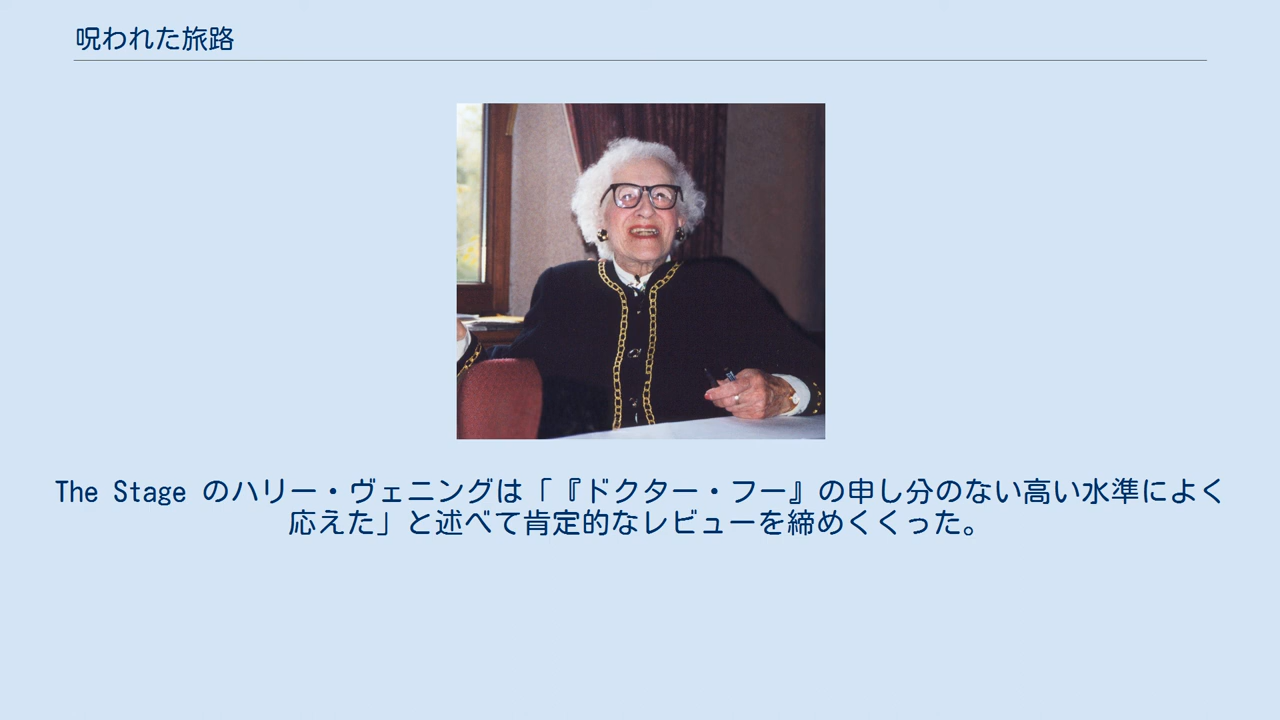 呪われた旅路
The Stage のハリー・ヴェニングは「『ドクター・フー』の申し分のない高い水準によく
応えた」と述べて肯定的なレビューを締めくくった。